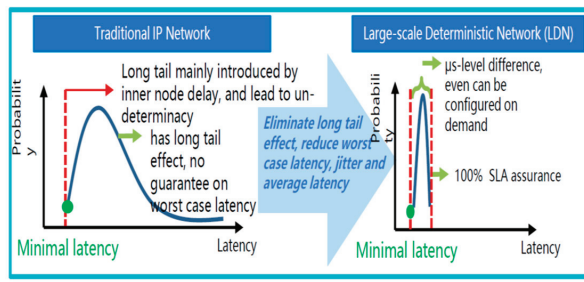 Traditional IP Network
Probabilit
y
Long tail mainly introduced by
inner node delay, and lead to un-
determinacy
has long tail
effect, no
guarantee on
worst case latency
Minimal latency
Latency
Eliminate long tail
effect, reduce worst
case latency, jitter and
average latency
Large-scale Deterministic Network (LDN)
Probabili
ty
μs-level difference,
even can be
configured on
demand
100% SLA assurance
Minimal latency
Latency